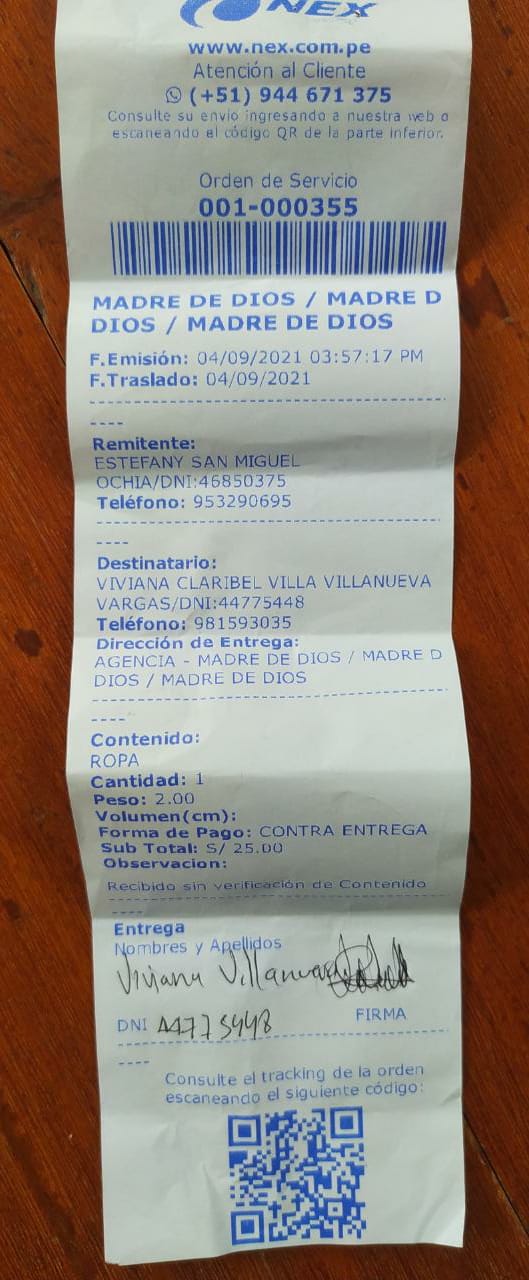 NEX
www.nex.com.pe
Atención al Cliente
(+51) 944 671 375
Consulte su envio ingresando a nuestra web o
escaneando el código QR de la parte inferior.
Orden de Servicio
001-000355
MADRE DE DIOS / MADRE D
DIOS / MADRE DE DIOS
F.Emisión: 04/09/2021 03:57:17 PM
F.Traslado: 04/09/2021
Remitente:
ESTEFANY SAN MIGUEL
OCHIA/DNI:46850375
Teléfono: 953290695
Destinatario:
VIVIANA CLARIBEL VILLA VILLANUEVA
VARGAS/DNI:44775448
Teléfono: 981593035
Dirección de Entrega:
AGENCIA - MADRE DE DIOS / MADRE D
DIOS / MADRE DE DIOS
Contenido:
ROPA
Cantidad: 1
Peso: 2.00
Volumen(cm):
Forma de Pago: CONTRA ENTREGA
Sub Total: S/ 25.00
Observacion:
Recibido sin verificación de Contenido
Entrega
Nombres y Apellidos
Viviana Villanueva
DNI 44775448 FIRMA
Consulte el tracking de la orden
escaneando el siguiente código: